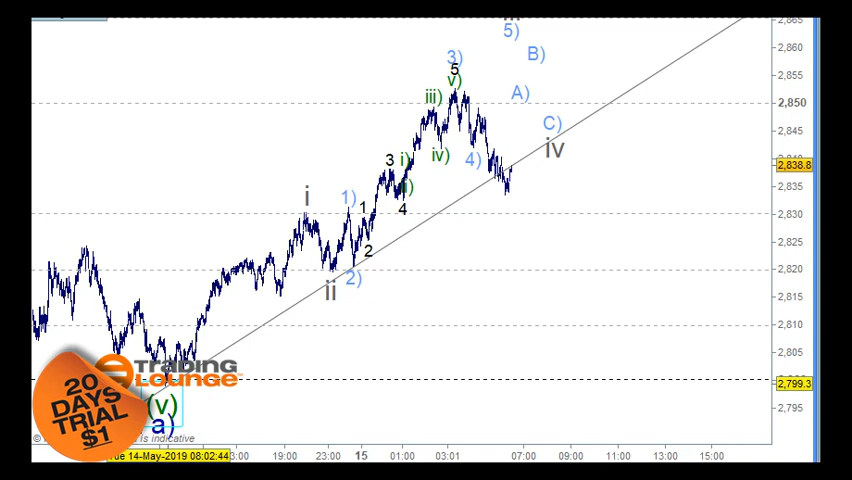 2,865
5)
2,860
B)
3)
5
v)
2,855
A)
iii)
2,850
C)
2,845
iv)
4)
iv
3
i)
2,838.8
ii)
2,835
i
1)
1
4
2,830
2
2,825
2)
2,820
ii
2,815
2,810
2,805
Trading
Lounge
20
DAYS
TRIAL
$1
2,799.3
(v)
a)
2,795
is indicative
Tue 14-May-2019 08:02:44
3:00
19:00
23:00
15
01:00
03:01
07:00
09:00
11:00
13:00
15:00